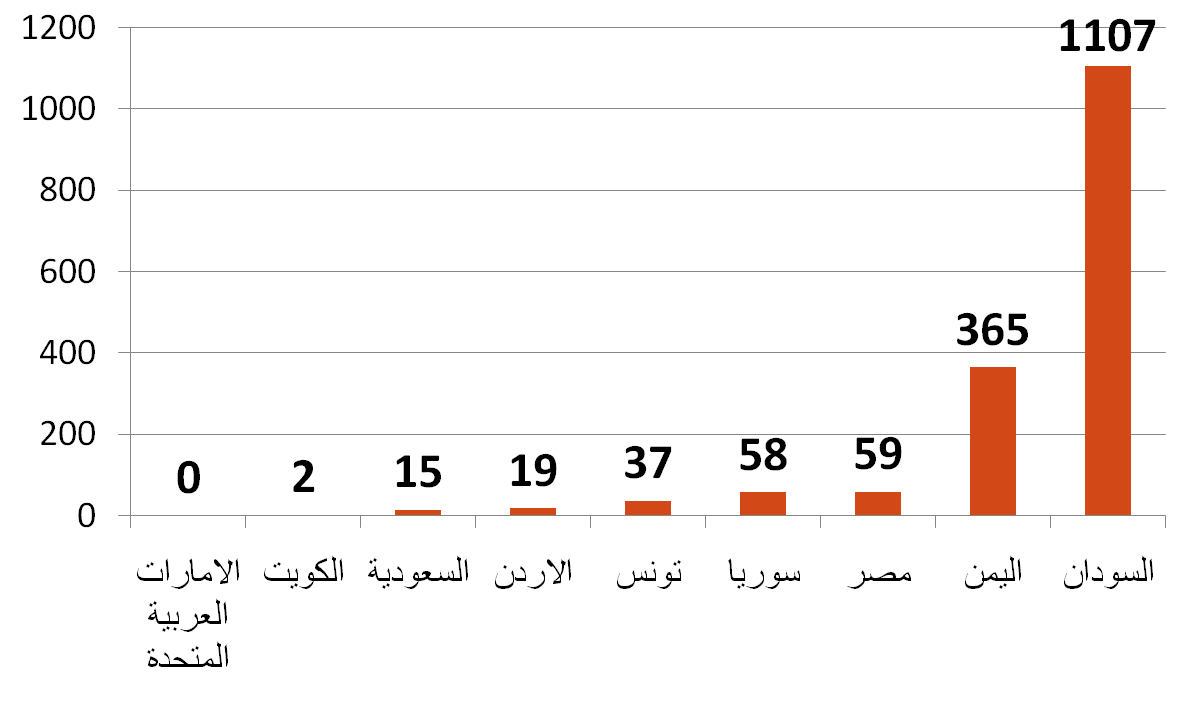 1200
1000
800
600
400
200
0
0
2
15
19
37
58
59
365
1107
الامارات
العربية
المتحدة
الكويت
السعودية
الاردن
تونس
سوريا
مصر
اليمن
السودان